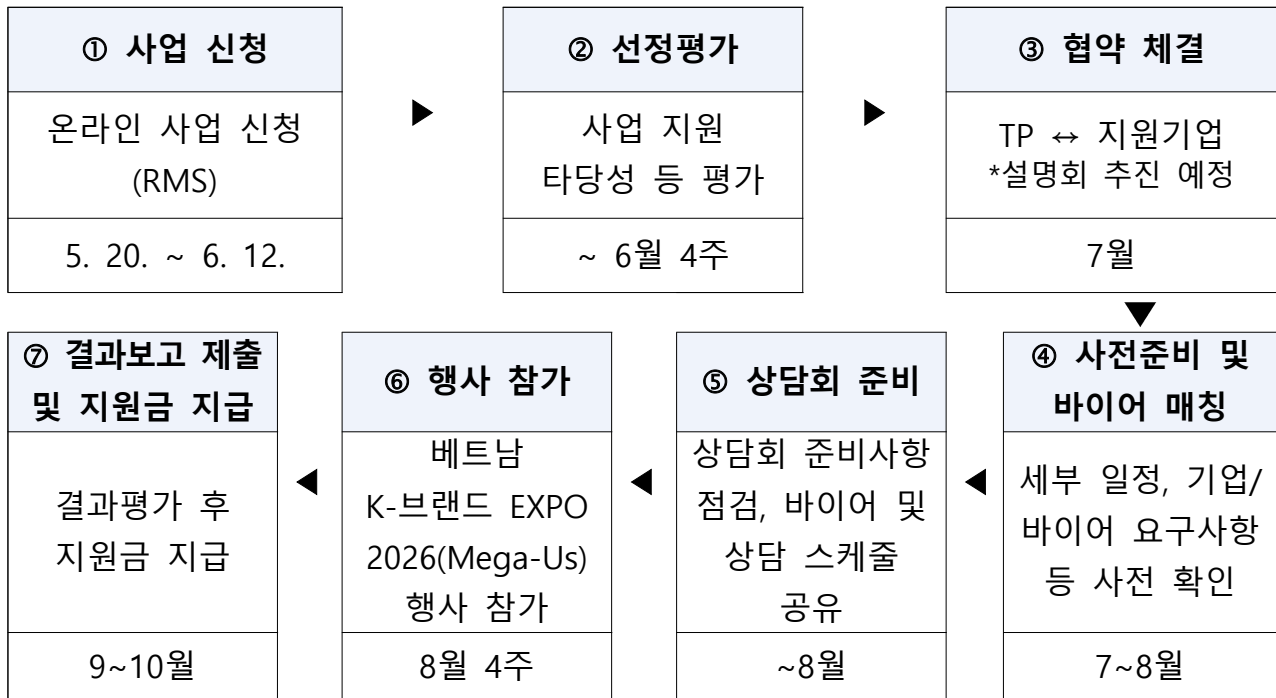 ① 사업 신청
온라인 사업 신청
(RMS)
5. 20. ~ 6. 12.
▶
② 선정평가
사업 지원
타당성 등 평가
~ 6월 4주
▶
③ 협약 체결
TP ↔ 지원기업
*설명회 추진 예정
7월
▼
④ 사전준비 및
바이어 매칭
세부 일정, 기업/
바이어 요구사항
등 사전 확인
7~8월
◀
⑤ 상담회 준비
상담회 준비사항
점검, 바이어 및
상담 스케줄
공유
~8월
◀
⑥ 행사 참가
베트남
K-브랜드 EXPO
2026(Mega-Us)
행사 참가
8월 4주
◀
⑦ 결과보고 제출
및 지원금 지급
결과평가 후
지원금 지급
9~10월